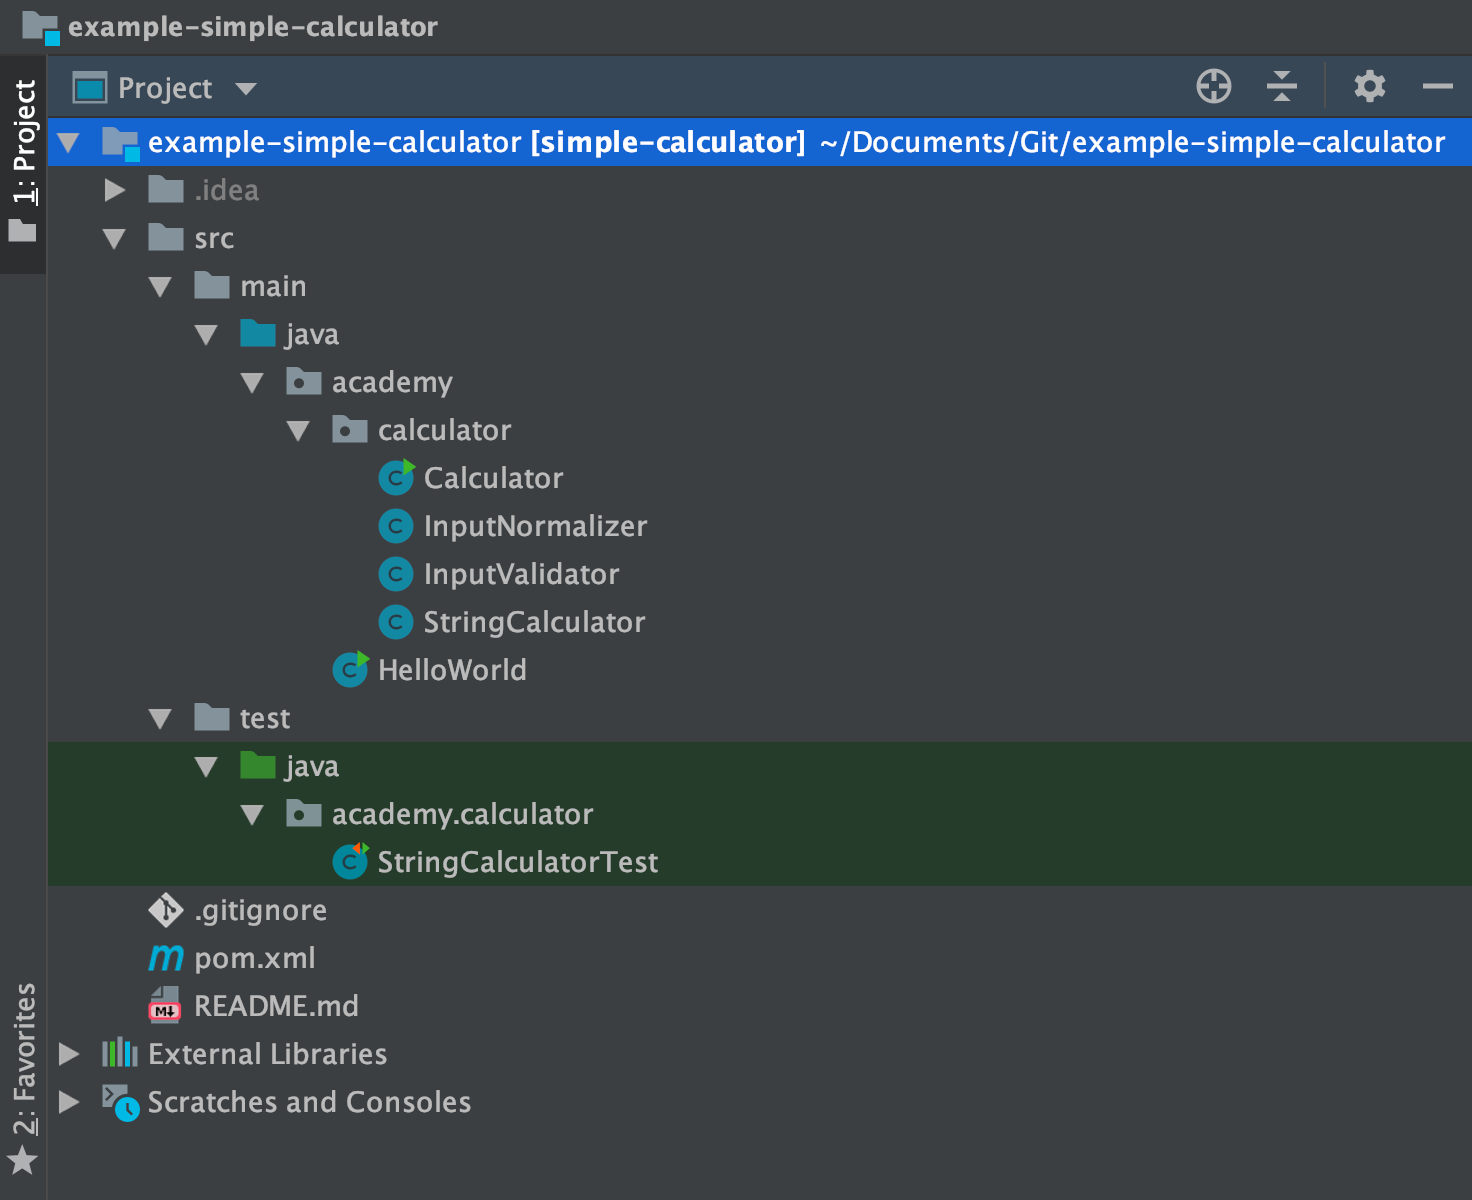 example-simple-calculator
1: Project
Project
example-simple-calculator [simple-calculator] ~/Documents/Git/example-simple-calculator
.idea
src
main
java
academy
calculator
C Calculator
C InputNormalizer
C InputValidator
C StringCalculator
C HelloWorld
test
java
academy.calculator
C StringCalculatorTest
.gitignore
m pom.xml
M↓ README.md
External Libraries
Scratches and Consoles
2: Favorites